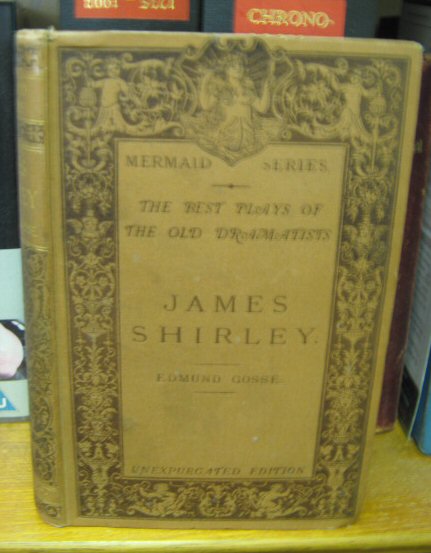 CHRONO-
MERMAID SERIES.
THE BEST PLAYS OF
THE OLD DRAMATISTS
JAMES
SHIRLEY.
EDMUND GOSSE.
UNEXPURGATED EDITION